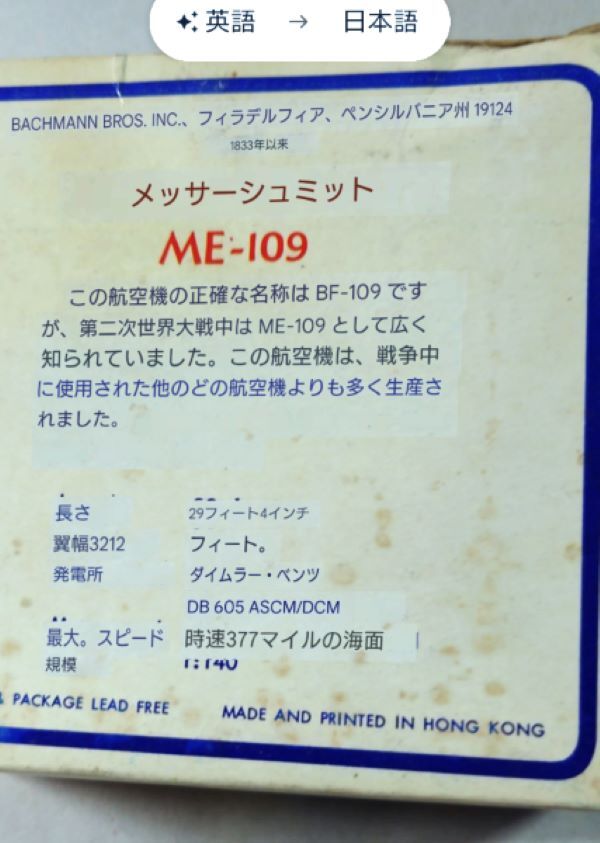 英語 → 日本語
BACHMANN BROS. INC.、フィラデルフィア、ペンシルバニア州 19124
1833年以来
メッサーシュミット
ME-109
この航空機の正確な名称は BF-109 です
が、第二次世界大戦中は ME-109 として広く
知られていました。この航空機は、戦争中
に使用された他のどの航空機よりも多く生産さ
れました。
長さ 29フィート4インチ
翼幅3212 フィート。
発電所 ダイムラー・ベンツ
DB 605 ASCM/DCM
最大。スピード 時速377マイルの海面
規模 1:140
PACKAGE LEAD FREE
MADE AND PRINTED IN HONG KONG